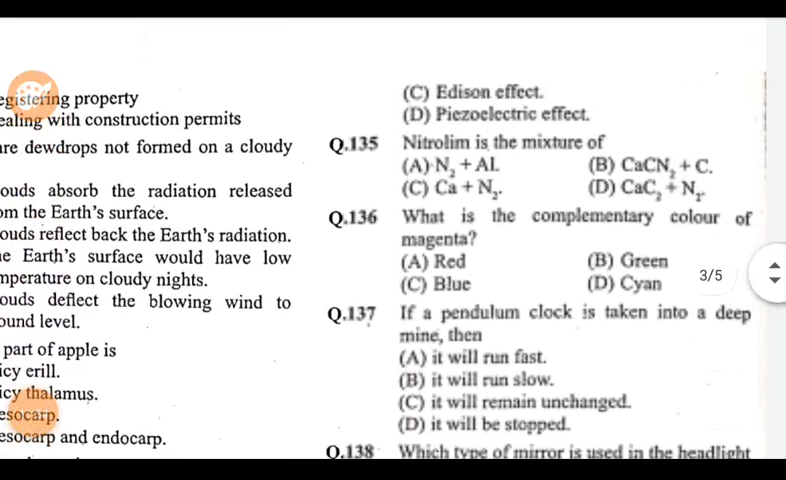 egistering property
ealing with construction permits
are dewdrops not formed on a cloudy
ouds absorb the radiation released
om the Earth's surface.
ouds reflect back the Earth's radiation.
e Earth's surface would have low
mperature on cloudy nights.
ouds deflect the blowing wind to
ound level.
part of apple is
icy erill.
icy thalamus.
esocarp.
esocarp and endocarp.
(C) Edison effect.
(D) Piezoelectric effect.
Q.135 Nitrolim is the mixture of
(A) N₂ + Al. (B) CaCN₂ + C.
(C) Ca + N₂. (D) CaC₂ + N₂.
Q.136 What is the complementary colour of
magenta?
(A) Red (B) Green
(C) Blue (D) Cyan
3/5
Q.137 If a pendulum clock is taken into a deep
mine, then
(A) it will run fast.
(B) it will run slow.
(C) it will remain unchanged.
(D) it will be stopped.
Q.138 Which type of mirror is used in the headlight